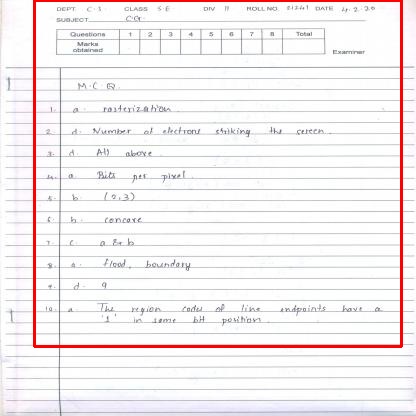 DEPT C.S. CLASS S.E DIV 11 ROLL NO. 21241 DATE 4.2.20
SUBJECT C.G.
Questions 1 2 3 4 5 6 7 8 Total
Marks obtained
Examiner
M.C.Q.
1. a. rasterization.
2. d. Number of electrons striking the screen.
3. d. All above.
4. a. Bits per pixel.
5. b. (2,3)
6. b. concave
7. c. a & b
8. a. flood, boundary
9. d. 9
10. a. The region codes of line endpoints have a
'1' in same bit position.